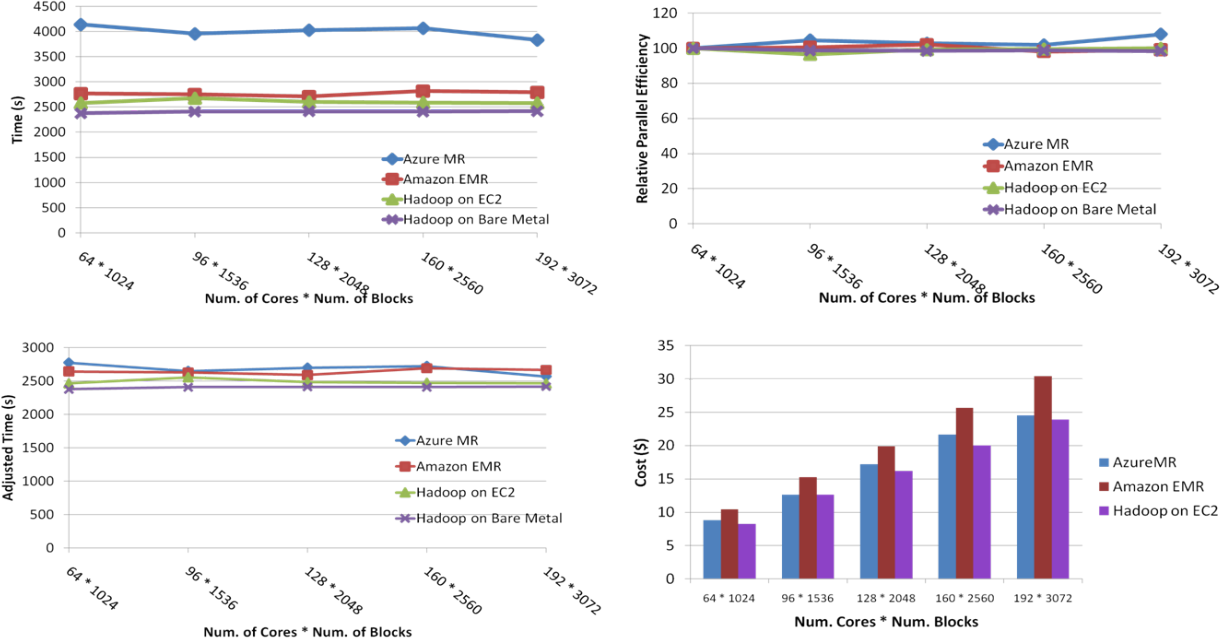 4500
4000
3500
3000
2500
2000
1500
1000
500
0
Time (s)
Azure MR
Amazon EMR
Hadoop on EC2
Hadoop on Bare Metal
64 * 1024
96 * 1536
128 * 2048
160 * 2560
192 * 3072
Num. of Cores * Num. of Blocks
120
100
80
60
40
20
0
Relative Parallel Efficiency
Azure MR
Amazon EMR
Hadoop on EC2
Hadoop on Bare Metal
64 * 1024
96 * 1536
128 * 2048
160 * 2560
192 * 3072
Num. of Cores * Num. of Blocks
3000
2500
2000
1500
1000
500
0
Adjusted Time (s)
Azure MR
Amazon EMR
Hadoop on EC2
Hadoop on Bare Metal
64 * 1024
96 * 1536
128 * 2048
160 * 2560
192 * 3072
Num. of Cores * Num. of Blocks
35
30
25
20
15
10
5
0
Cost ($)
AzureMR
Amazon EMR
Hadoop on EC2
64 * 1024
96 * 1536
128 * 2048
160 * 2560
192 * 3072
Num. Cores * Num. Blocks